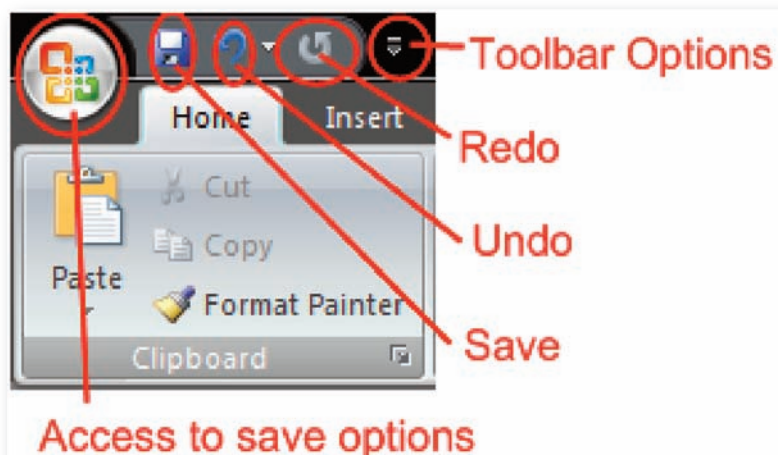 Toolbar Options
Home
Insert
Redo
Cut
Copy
Undo
Paste
Format Painter
Clipboard
Save
Access to save options